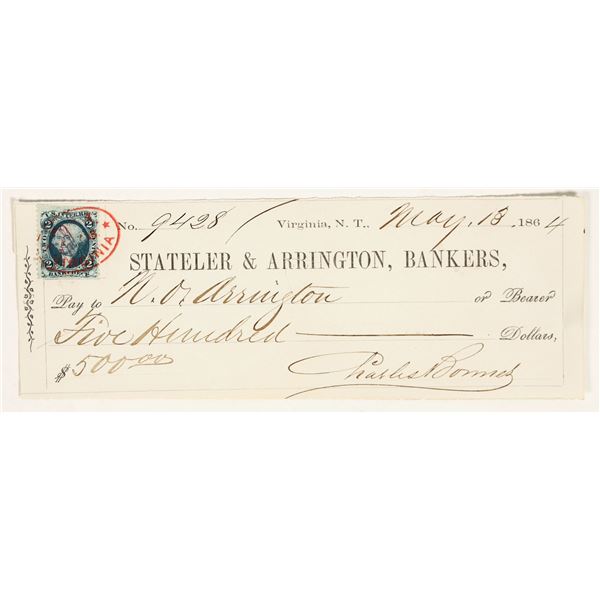 No. 9428 Virginia, N. T., May, 13, 1864
STATELER & ARRINGTON, BANKERS,
Pay to N. O. Arrington or Bearer
Five Hundred Dollars,
$500.00
Charles Bonner